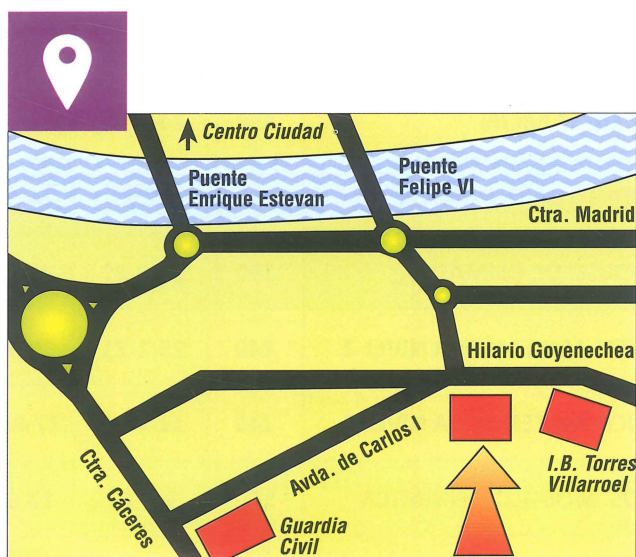 Centro Ciudad
Puente
Enrique Estevan
Puente
Felipe VI
Ctra. Madrid
Hilario Goyenechea
Avda. de Carlos I
Ctra. Cáceres
I.B. Torres
Villarroel
Guardia
Civil